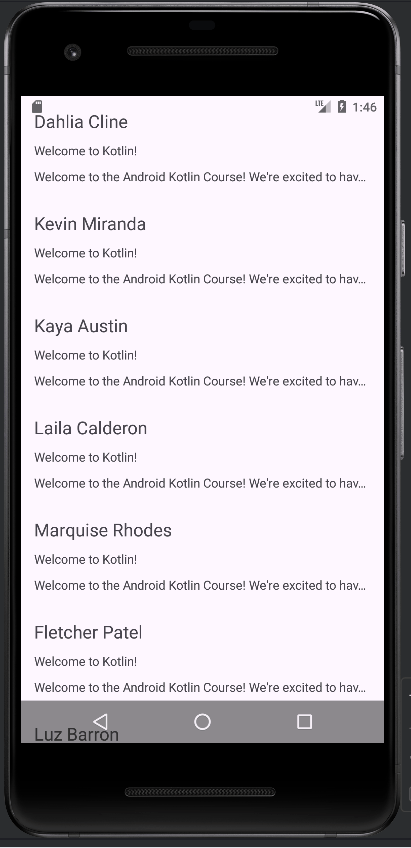 LTE 1:46
Dahlia Cline
Welcome to Kotlin!
Welcome to the Android Kotlin Course! We're excited to hav...
Kevin Miranda
Welcome to Kotlin!
Welcome to the Android Kotlin Course! We're excited to hav...
Kaya Austin
Welcome to Kotlin!
Welcome to the Android Kotlin Course! We're excited to hav...
Laila Calderon
Welcome to Kotlin!
Welcome to the Android Kotlin Course! We're excited to hav...
Marquise Rhodes
Welcome to Kotlin!
Welcome to the Android Kotlin Course! We're excited to hav...
Fletcher Patel
Welcome to Kotlin!
Welcome to the Android Kotlin Course! We're excited to hav...
Luz Barron